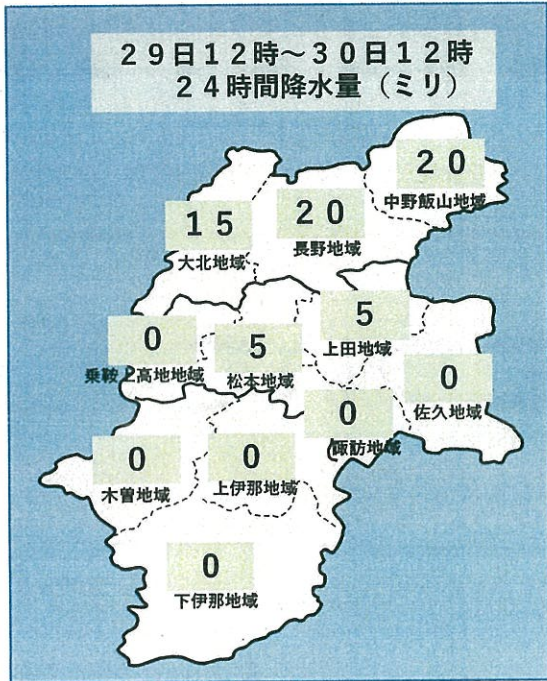 ２９日１２時～３０日１２時
２４時間降水量（ミリ）
２０
中野飯山地域
１５
大北地域
２０
長野地域
５
上田地域
０
乗鞍上高地地域
５
松本地域
０
佐久地域
０
諏訪地域
０
木曽地域
０
上伊那地域
０
下伊那地域